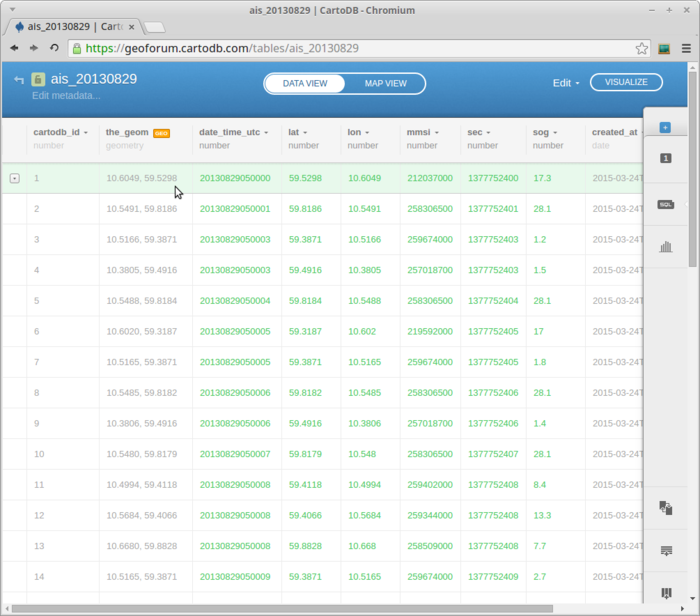 ais_20130829 | CartoDB - Chromium
ais_20130829 | Cart
https://geoforum.cartodb.com/tables/ais_20130829
ais_20130829
DATA VIEW MAP VIEW
Edit VISUALIZE
Edit metadata...
cartodb_id the_geom GEO date_time_utc lat lon mmsi sec sog created_at
number geometry number number number number number number date
1 10.6049, 59.5298 20130829050000 59.5298 10.6049 212037000 1377752400 17.3 2015-03-24T
2 10.5491, 59.8186 20130829050001 59.8186 10.5491 258306500 1377752401 28.1 2015-03-24T
3 10.5166, 59.3871 20130829050003 59.3871 10.5166 259674000 1377752403 1.2 2015-03-24T
4 10.3805, 59.4916 20130829050003 59.4916 10.3805 257018700 1377752403 1.5 2015-03-24T
5 10.5488, 59.8184 20130829050004 59.8184 10.5488 258306500 1377752404 28.1 2015-03-24T
6 10.6020, 59.3187 20130829050005 59.3187 10.602 219592000 1377752405 17 2015-03-24T
7 10.5165, 59.3871 20130829050005 59.3871 10.5165 259674000 1377752405 1.8 2015-03-24T
8 10.5485, 59.8182 20130829050006 59.8182 10.5485 258306500 1377752406 28.1 2015-03-24T
9 10.3806, 59.4916 20130829050006 59.4916 10.3806 257018700 1377752406 1.4 2015-03-24T
10 10.5480, 59.8179 20130829050007 59.8179 10.548 258306500 1377752407 28.1 2015-03-24T
11 10.4994, 59.4118 20130829050008 59.4118 10.4994 259402000 1377752408 8.4 2015-03-24T
12 10.5684, 59.4066 20130829050008 59.4066 10.5684 259344000 1377752408 13.3 2015-03-24T
13 10.6680, 59.8828 20130829050008 59.8828 10.668 258509000 1377752408 7.7 2015-03-24T
14 10.5165, 59.3871 20130829050009 59.3871 10.5165 259674000 1377752409 2.7 2015-03-24T
1
SQL